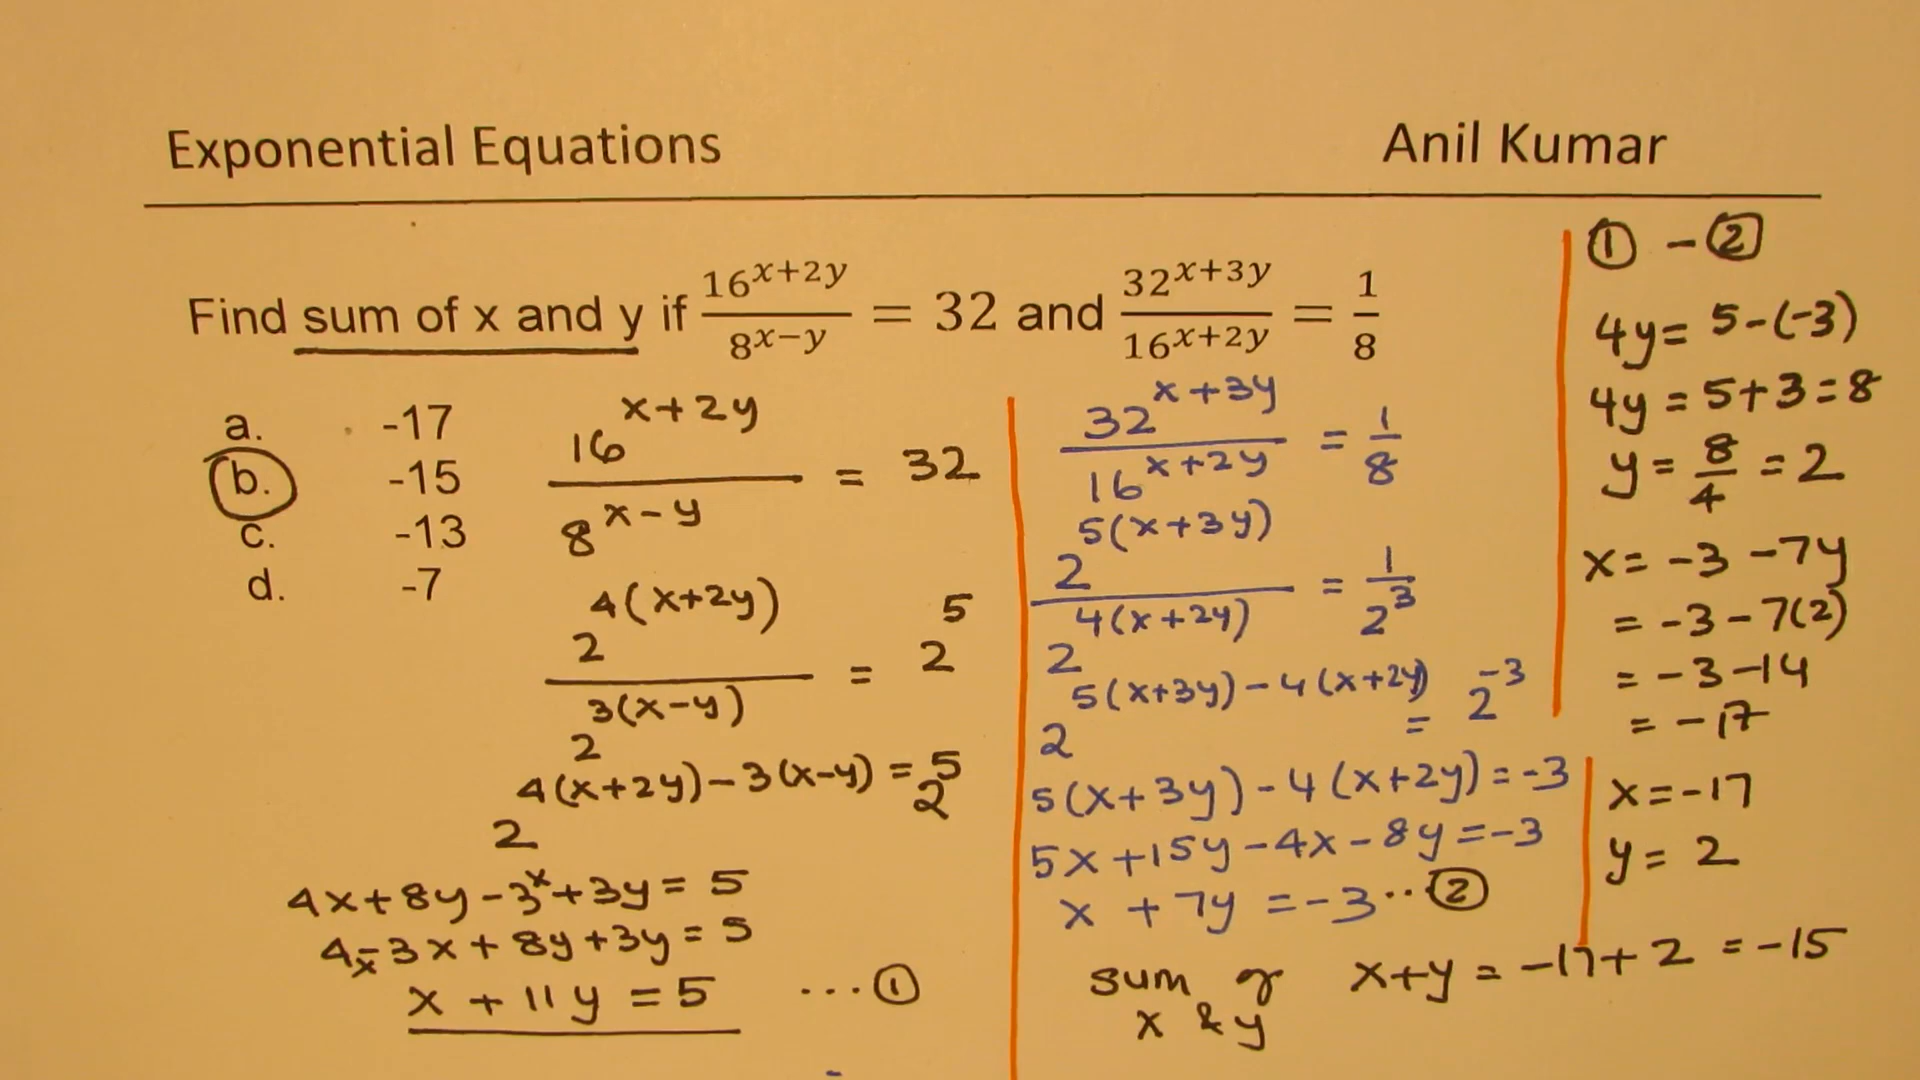 Exponential Equations
Anil Kumar
Find sum of x and y if 16^(x+2y) / 8^(x−y) = 32 and 32^(x+3y) / 16^(x+2y) = 1/8
a. -17
b. -15
c. -13
d. -7
16^(x+2y) / 8^(x−y) = 32
2^(4(x+2y)) / 2^(3(x−y)) = 2^5
2^(4(x+2y)−3(x−y)) = 2^5
4x+8y−3x+3y = 5
4x−3x+8y+3y = 5
x + 11y = 5 ...①
32^(x+3y) / 16^(x+2y) = 1/8
2^(5(x+3y)) / 2^(4(x+2y)) = 1/2^3
2^(5(x+3y)−4(x+2y)) = 2^−3
5(x+3y)−4(x+2y) = −3
5x+15y−4x−8y = −3
x + 7y = −3 ..②
① − ②
4y = 5−(−3)
4y = 5+3 = 8
y = 8/4 = 2
x = −3 −7y
= −3−7(2)
= −3−14
= −17
x = −17
y = 2
sum of x & y x+y = −17+2 = −15